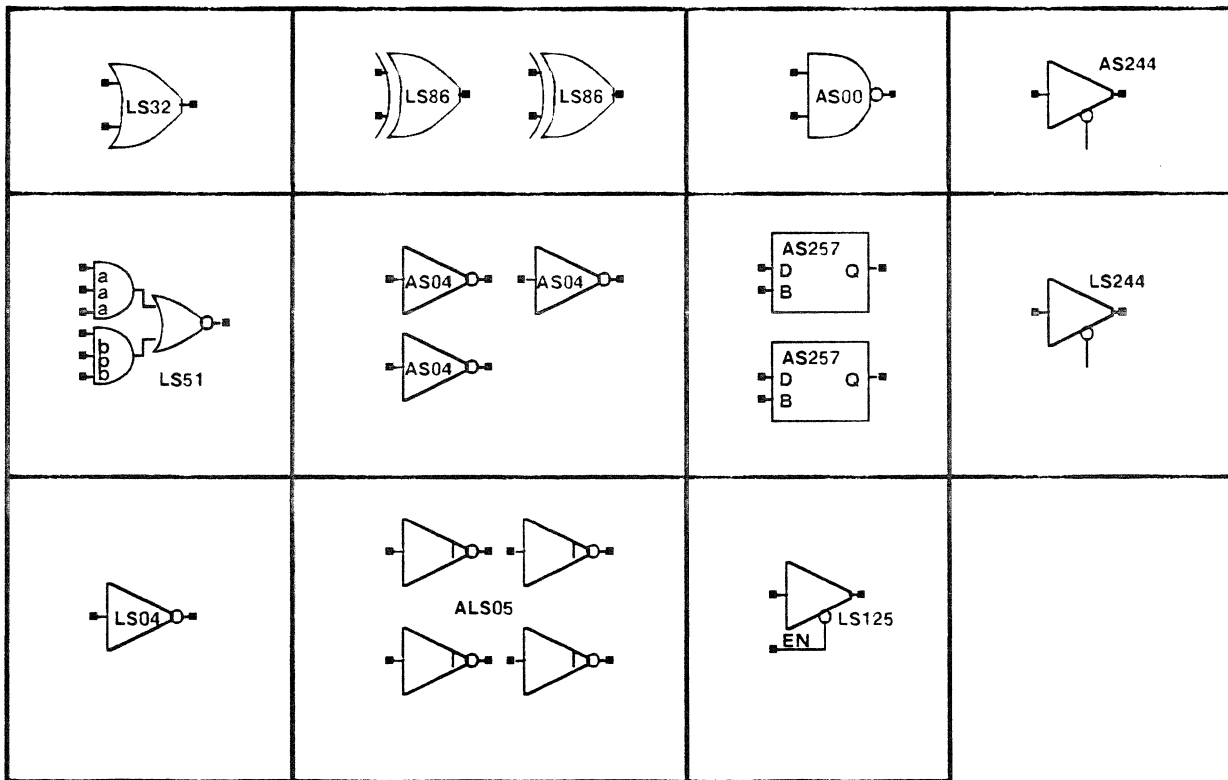 LS32
LS86
LS86
AS00
AS244
a
a
a
b
b
b
LS51
AS04
AS04
AS04
AS257
D Q
B
AS257
D Q
B
LS244
LS04
ALS05
EN
LS125